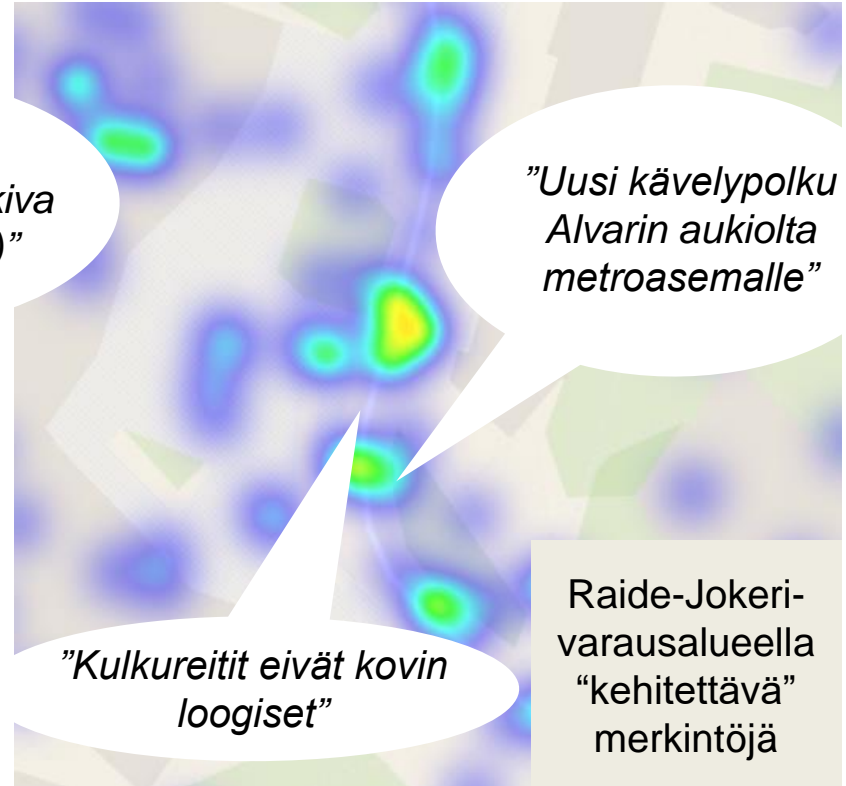 ”Uusi kävelypolku
Alvarin aukiolta
metroasemalle”
”Kulkureitit eivät kovin
loogiset”
Raide-Jokeri-
varausalueella
“kehitettävä”
merkintöjä